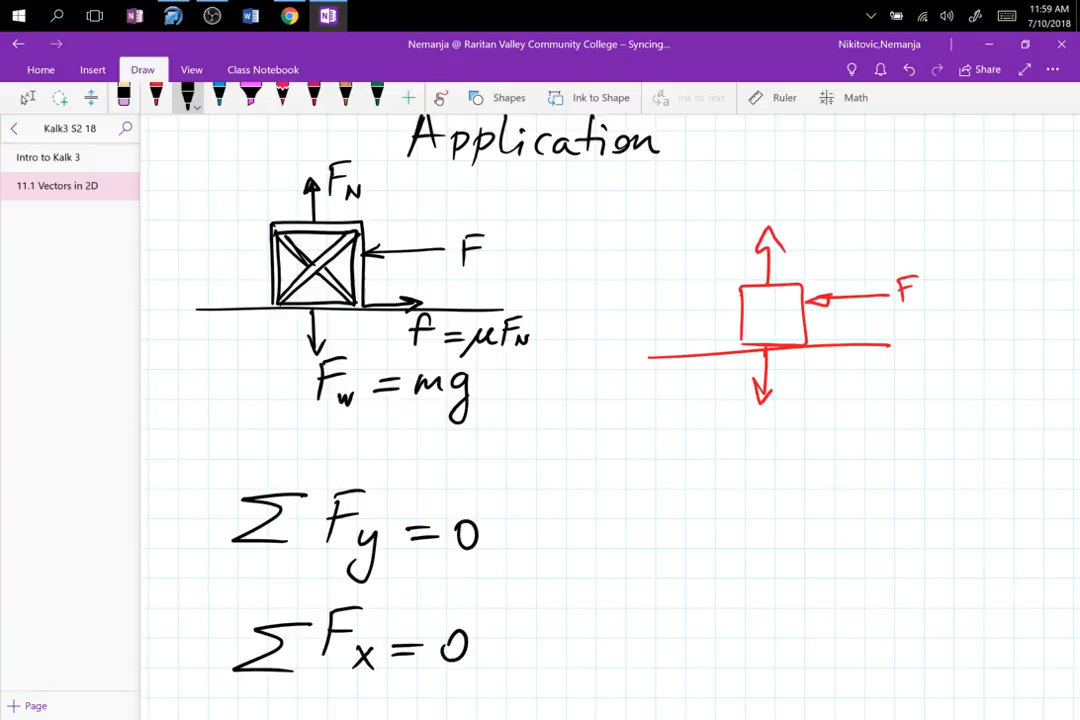 11:59 AM
7/10/2018
Nemanja @ Raritan Valley Community College – Syncing...
Nikitovic,Nemanja
Home Insert Draw View Class Notebook
Share
Shapes Ink to Shape Ink to Text Ruler Math
Kalk3 S2 18
Intro to Kalk 3
11.1 Vectors in 2D
Application
F_N
F
f = μF_N
F_w = mg
F
Σ F_y = 0
Σ F_x = 0
Page